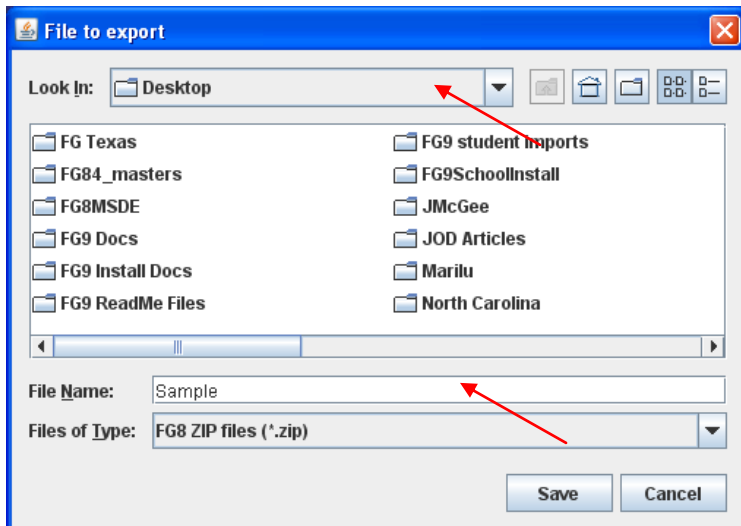 File to export
Look In: Desktop
FG Texas FG9 student imports
FG84_masters FG9SchoolInstall
FG8MSDE JMcGee
FG9 Docs JOD Articles
FG9 Install Docs Marilu
FG9 ReadMe Files North Carolina
File Name: Sample
Files of Type: FG8 ZIP files (*.zip)
Save Cancel